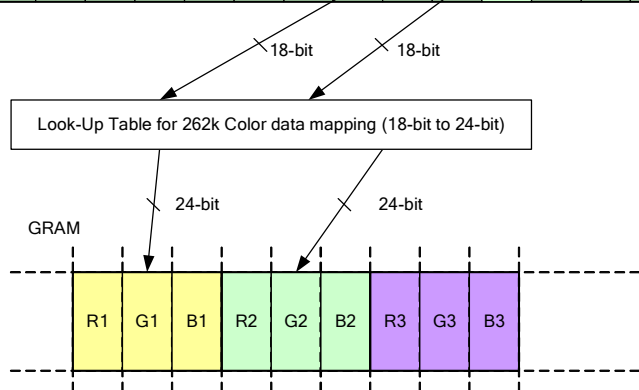 18-bit 18-bit
Look-Up Table for 262k Color data mapping (18-bit to 24-bit)
24-bit 24-bit
GRAM
R1 G1 B1 R2 G2 B2 R3 G3 B3